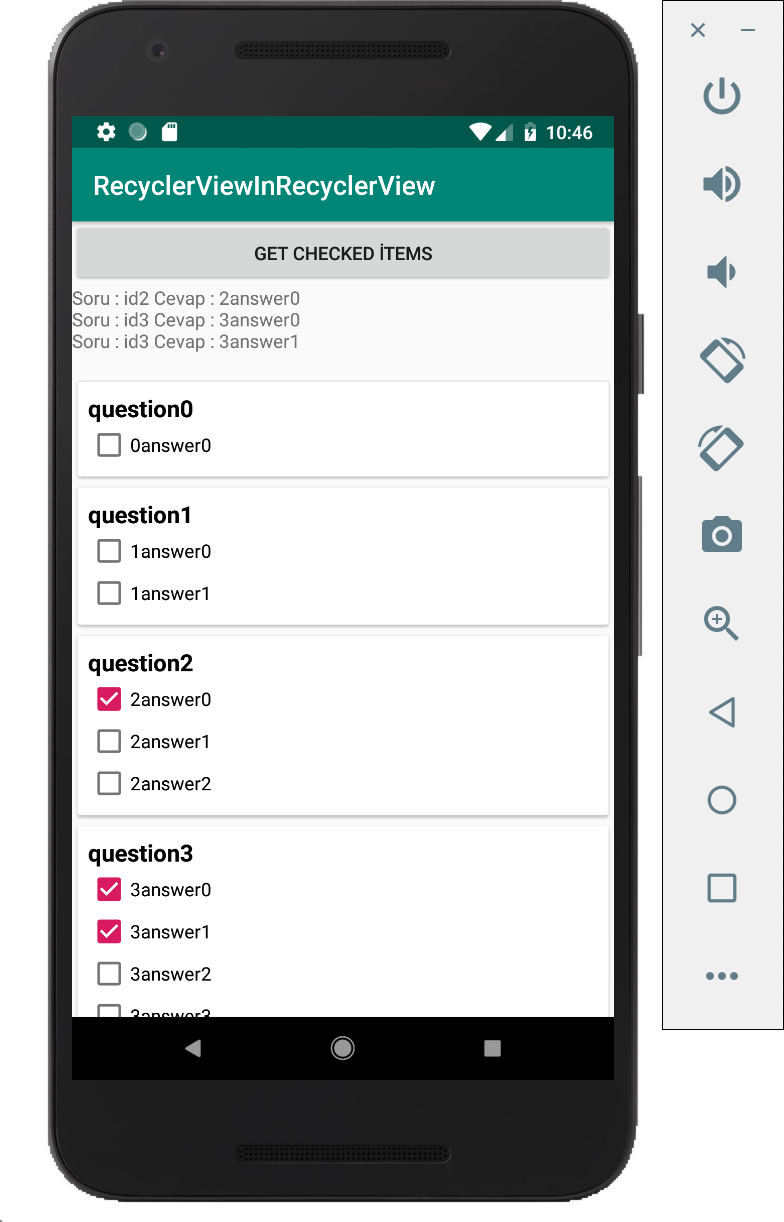 10:46
RecyclerViewInRecyclerView
GET CHECKED İTEMS
Soru : id2 Cevap : 2answer0
Soru : id3 Cevap : 3answer0
Soru : id3 Cevap : 3answer1
question0
0answer0
question1
1answer0
1answer1
question2
2answer0
2answer1
2answer2
question3
3answer0
3answer1
3answer2
3answer3